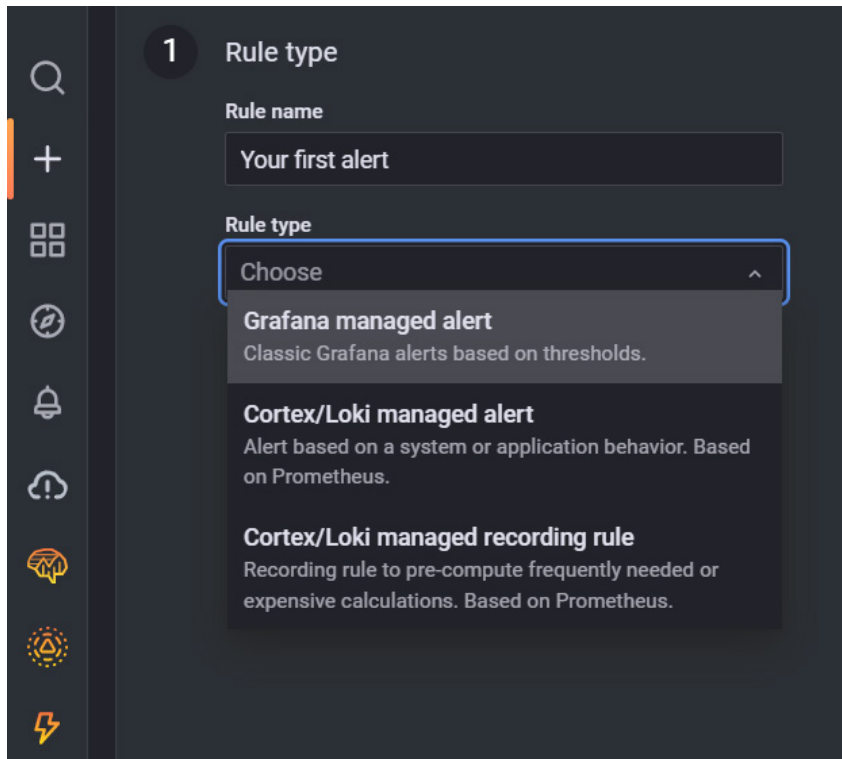 1 Rule type
Rule name
Your first alert
Rule type
Choose
Grafana managed alert
Classic Grafana alerts based on thresholds.
Cortex/Loki managed alert
Alert based on a system or application behavior. Based
on Prometheus.
Cortex/Loki managed recording rule
Recording rule to pre-compute frequently needed or
expensive calculations. Based on Prometheus.